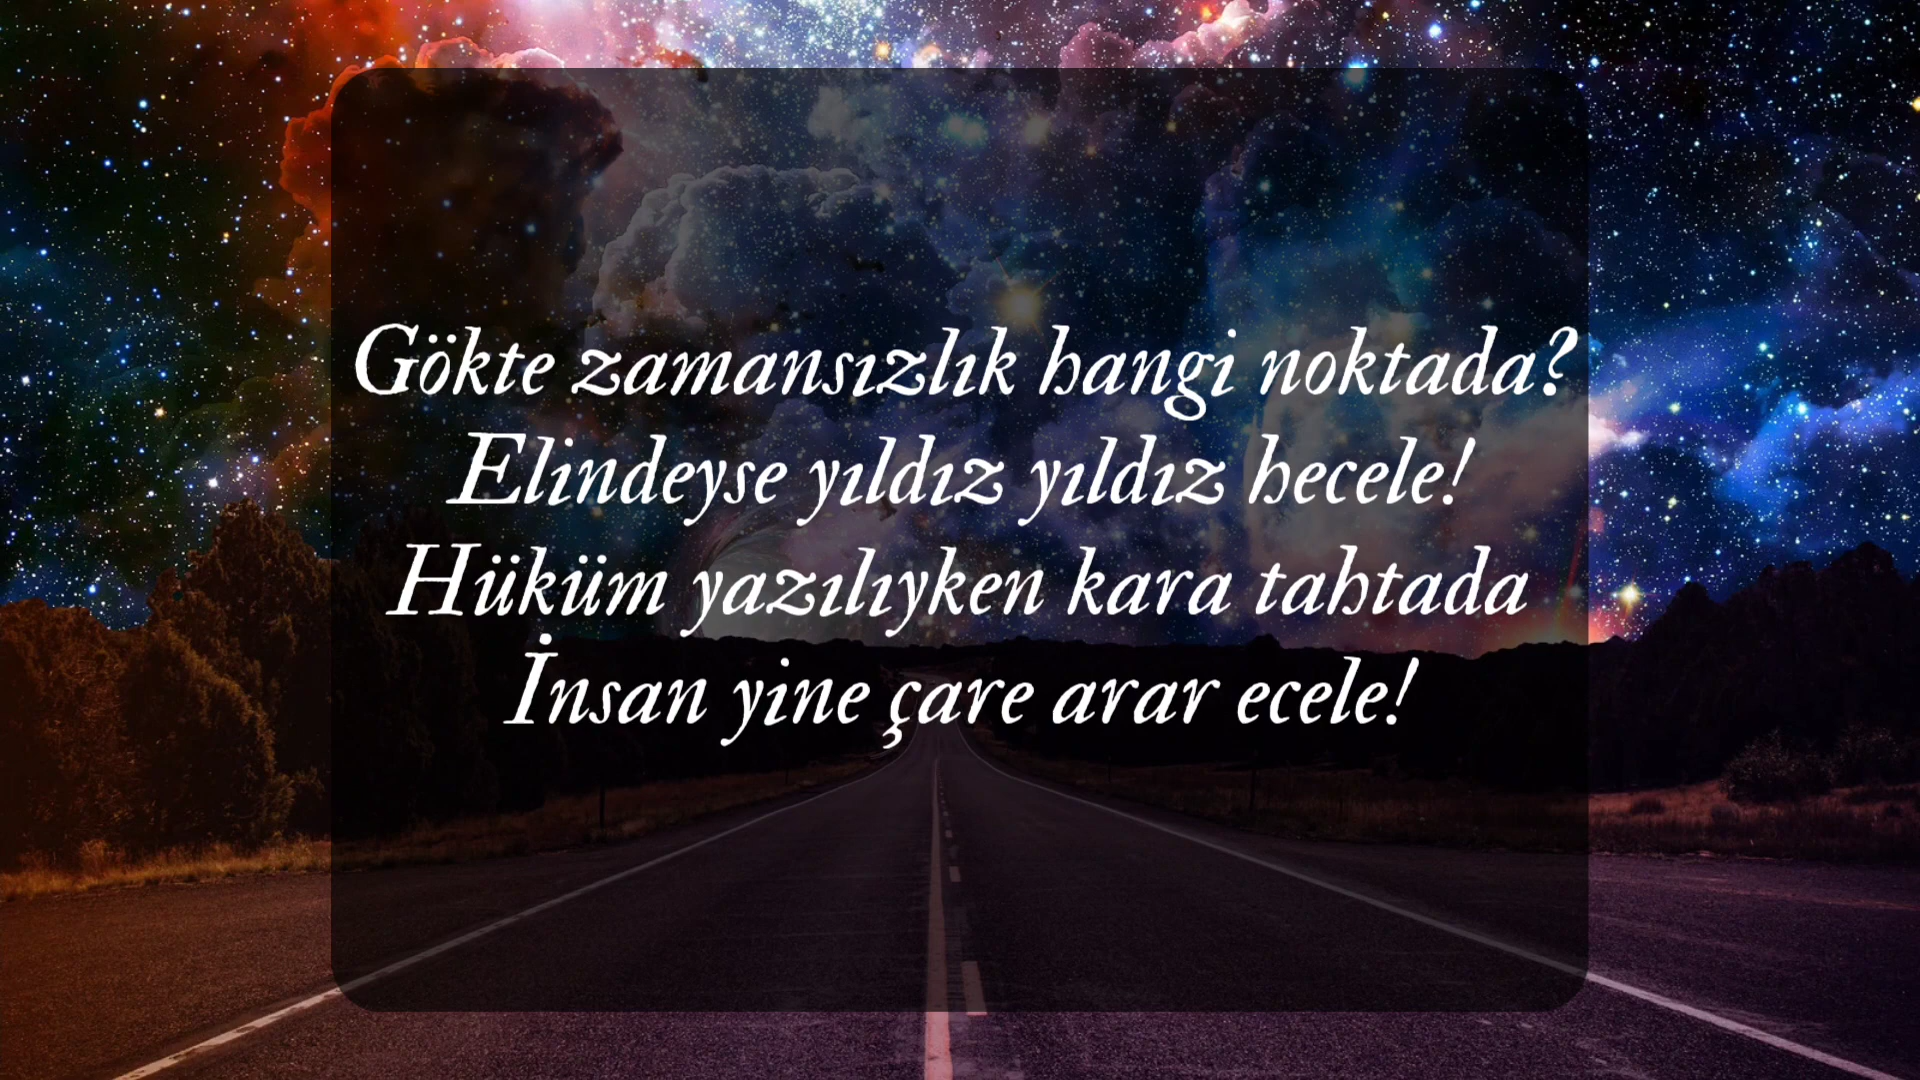 Gökte zamansızlık hangi noktada?
Elindeyse yıldız yıldız hecele!
Hüküm yazılıyken kara tahtada
İnsan yine çare arar ecele!